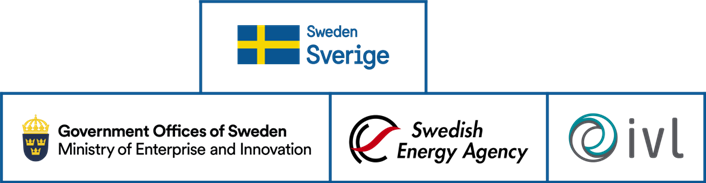 Sweden
Sverige
Government Offices of Sweden
Ministry of Enterprise and Innovation
Swedish
Energy Agency
ivl